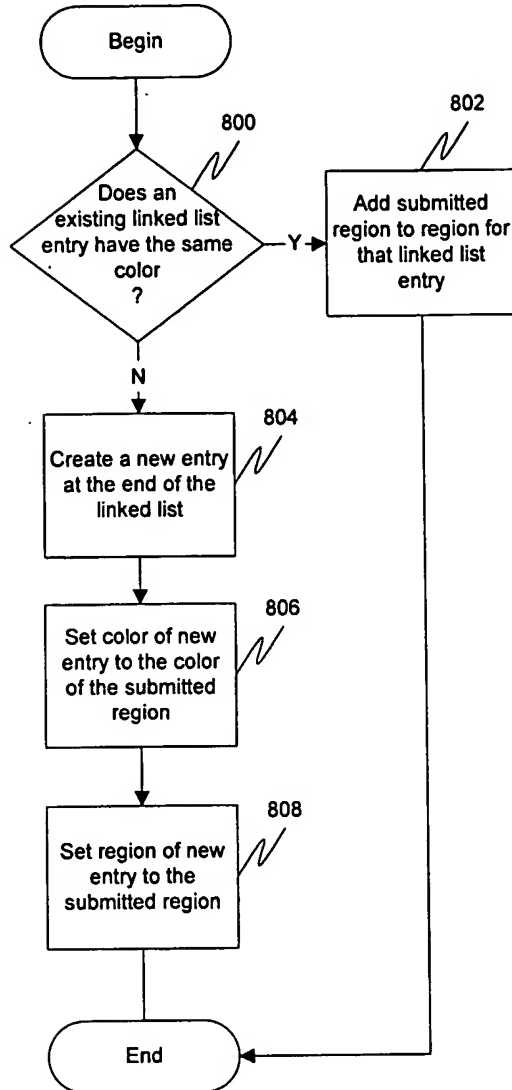 Begin
800
Does an
existing linked list
entry have the same
color
?
Y
802
Add submitted
region to region for
that linked list
entry
N
804
Create a new entry
at the end of the
linked list
806
Set color of new
entry to the color
of the submitted
region
808
Set region of new
entry to the
submitted region
End